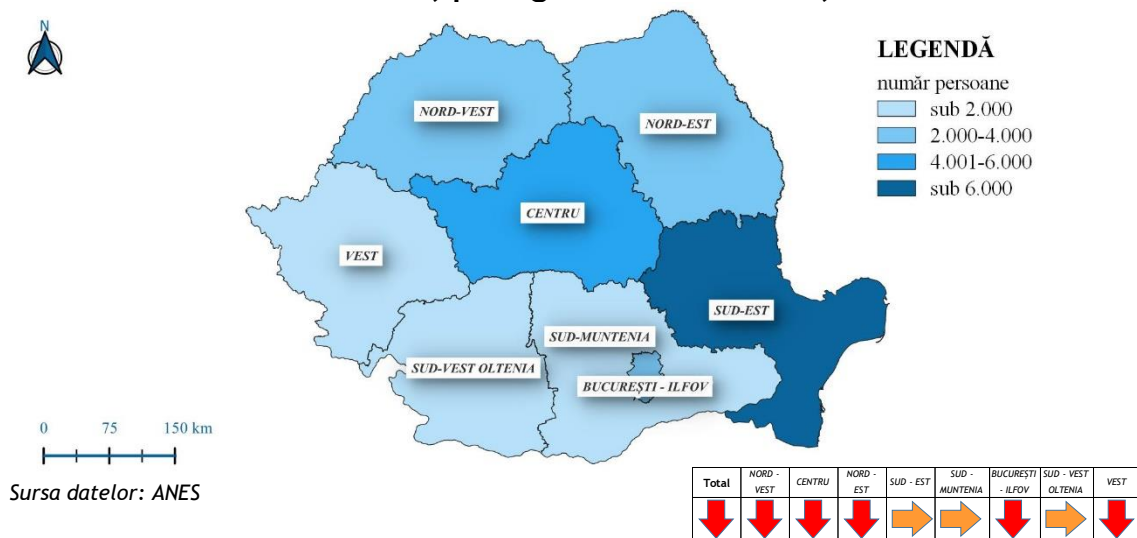 N
LEGENDĂ
număr persoane
sub 2.000
2.000-4.000
4.001-6.000
sub 6.000
NORD-VEST
NORD-EST
CENTRU
VEST
SUD-EST
SUD-MUNTENIA
SUD-VEST OLTENIA
BUCUREȘTI - ILFOV
0 75 150 km
Sursa datelor: ANES
Total
NORD -
VEST
CENTRU
NORD -
EST
SUD - EST
SUD -
MUNTENIA
BUCUREȘTI
- ILFOV
SUD - VEST
OLTENIA
VEST